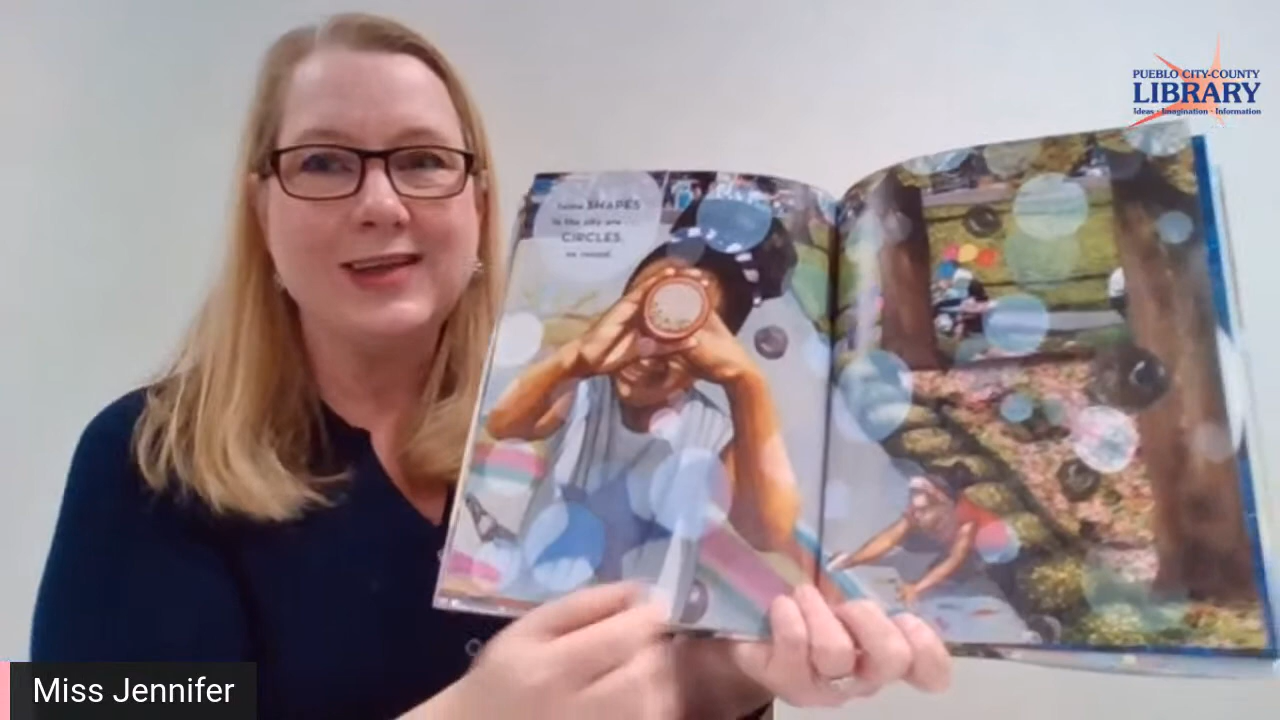 PUEBLO CITY-COUNTY
LIBRARY
Ideas • Imagination • Information
Some SHAPES
in the city are
CIRCLES,
so round.
Miss Jennifer